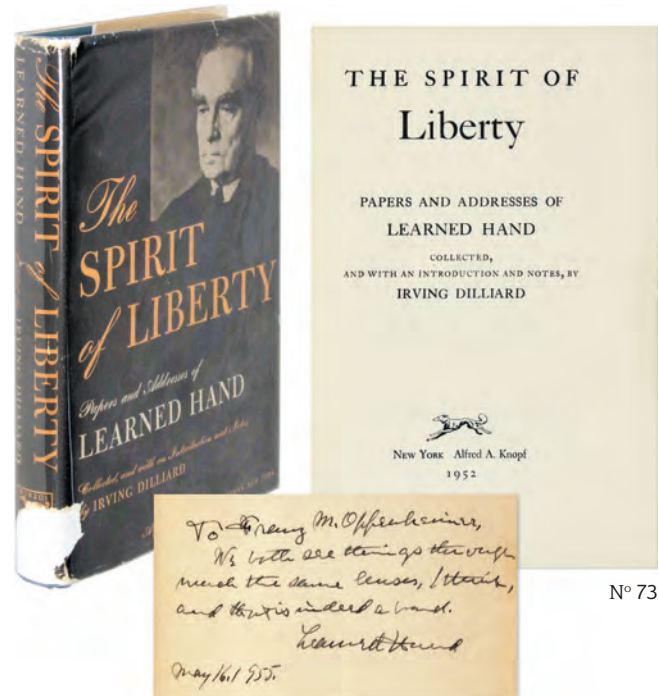 LEARNED HAND
IRVING DILLIARD
The SPIRIT of LIBERTY
The
SPIRIT
of LIBERTY
Papers and Addresses of
LEARNED HAND
Collected, and with an Introduction and Notes,
by IRVING DILLIARD
THE SPIRIT OF
Liberty
PAPERS AND ADDRESSES OF
LEARNED HAND
COLLECTED,
AND WITH AN INTRODUCTION AND NOTES, BY
IRVING DILLIARD
New York Alfred A. Knopf
1952
To Franz M. Oppenheimer,
We both see things through
much the same lenses, I think,
and that is indeed a bond.
Learned Hand
May 16, 1955.
Nº 73